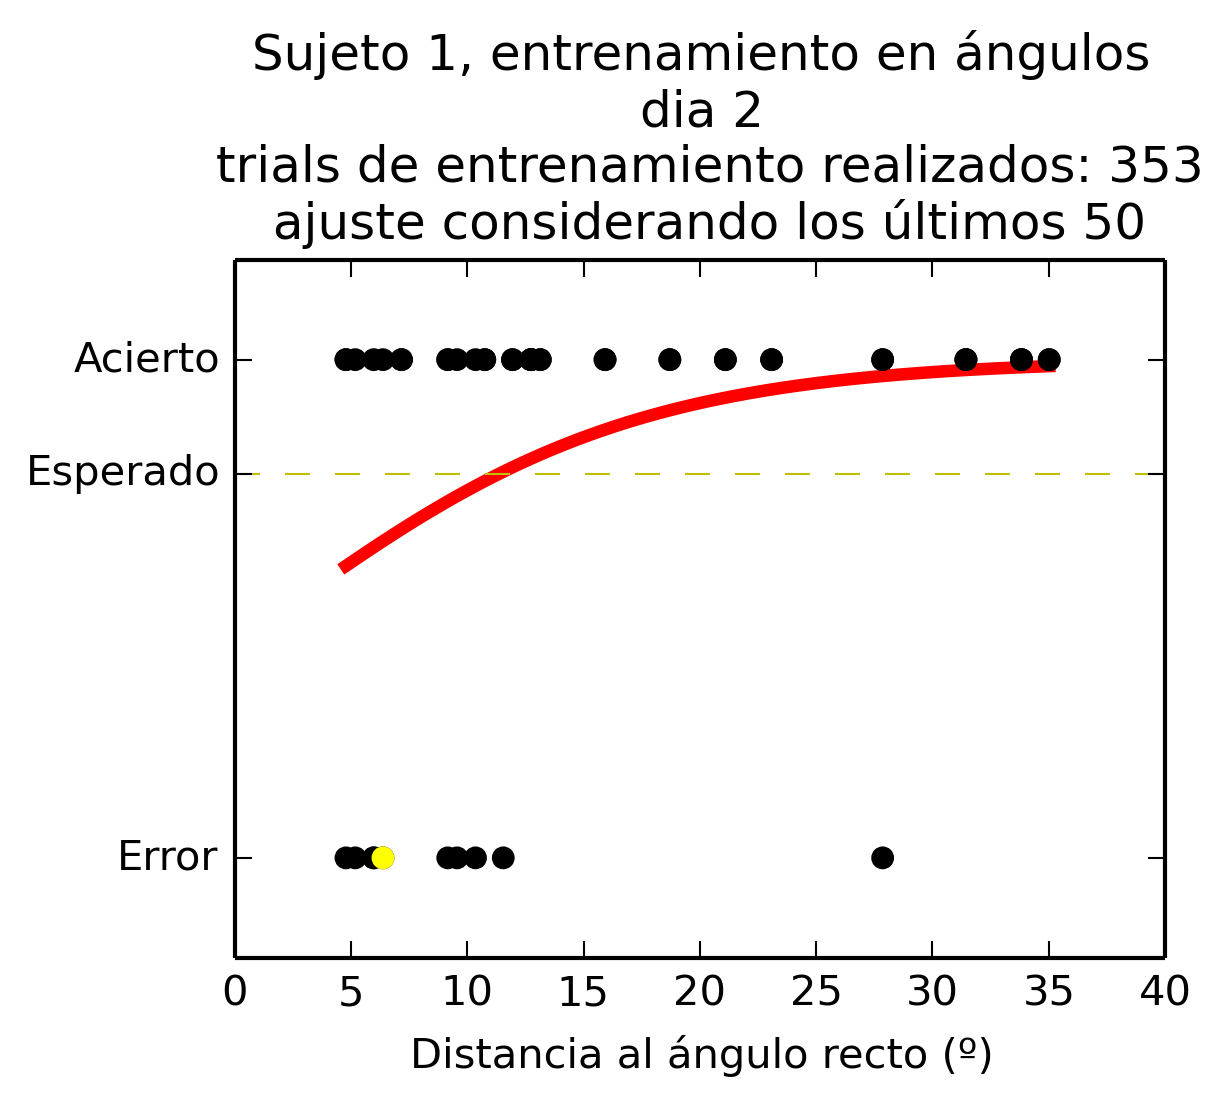 Sujeto 1, entrenamiento en ángulos
dia 2
trials de entrenamiento realizados: 353
ajuste considerando los últimos 50
Acierto
Esperado
Error
0 5 10 15 20 25 30 35 40
Distancia al ángulo recto (º)